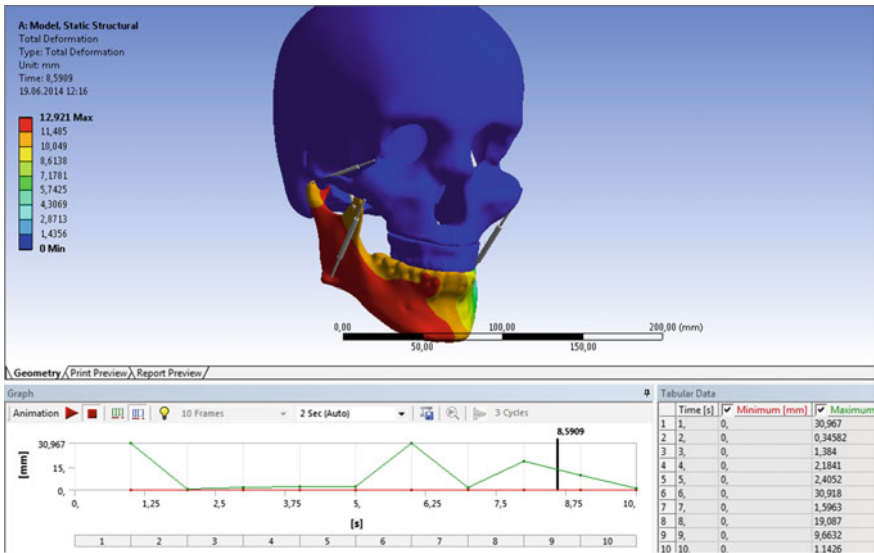 A: Model, Static Structural
Total Deformation
Type: Total Deformation
Unit: mm
Time: 8,5909
19.06.2014 12:16
12,921 Max
11,485
10,049
8,6138
7,1781
5,7425
4,3069
2,8713
1,4356
0 Min
0,00 100,00 200,00 (mm)
50,00 150,00
Geometry Print Preview Report Preview
Graph
Animation 10 Frames 2 Sec (Auto) 3 Cycles
8,5909
30,967
15,
0,
[mm]
0, 1,25 2,5 3,75 5, 6,25 7,5 8,75 10,
[s]
1 2 3 4 5 6 7 8 9 10
Tabular Data
Time [s] Minimum [mm] Maximum
1 1, 0, 30,967
2 2, 0, 0,34582
3 3, 0, 1,384
4 4, 0, 2,1841
5 5, 0, 2,4052
6 6, 0, 30,918
7 7, 0, 1,5963
8 8, 0, 19,087
9 9, 0, 9,6632
10 10, 0, 1,1426